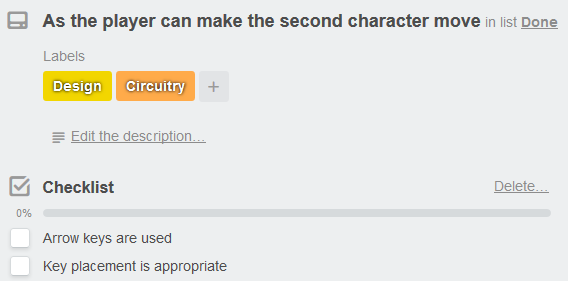 As the player can make the second character move in list Done
Labels
Design Circuitry +
Edit the description...
Checklist Delete...
0%
Arrow keys are used
Key placement is appropriate